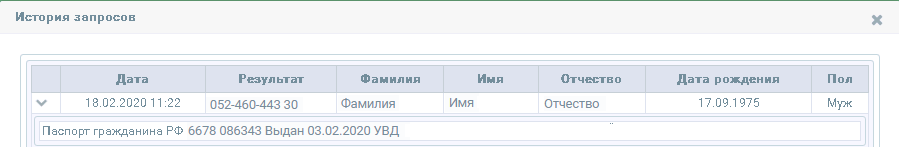 История запросов
Дата Результат Фамилия Имя Отчество Дата рождения Пол
18.02.2020 11:22 052-460-443 30 Фамилия Имя Отчество 17.09.1975 Муж
Паспорт гражданина РФ 6678 086343 Выдан 03.02.2020 УВД